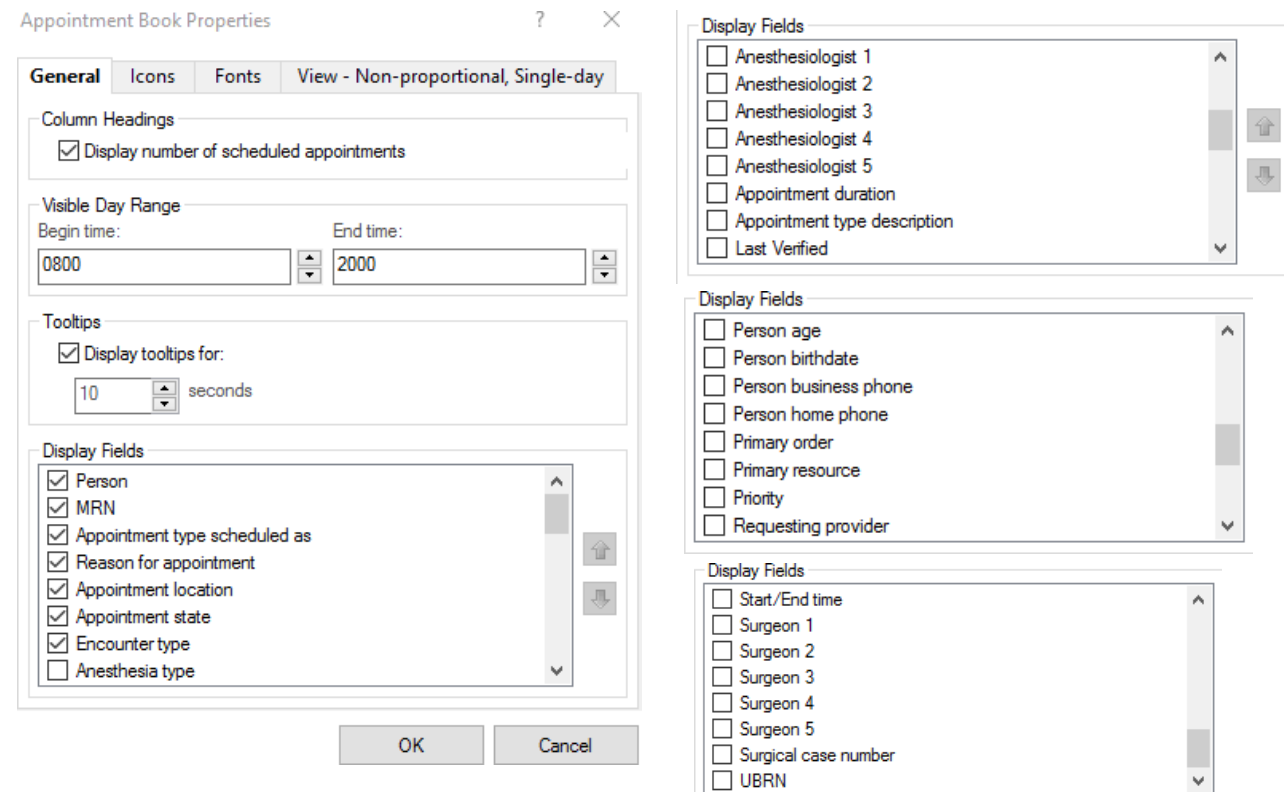 Appointment Book Properties ?
General Icons Fonts View - Non-proportional, Single-day
Column Headings
Display number of scheduled appointments
Visible Day Range
Begin time: End time:
0800 2000
Tooltips
Display tooltips for:
10 seconds
Display Fields
Person
MRN
Appointment type scheduled as
Reason for appointment
Appointment location
Appointment state
Encounter type
Anesthesia type
OK Cancel
Display Fields
Anesthesiologist 1
Anesthesiologist 2
Anesthesiologist 3
Anesthesiologist 4
Anesthesiologist 5
Appointment duration
Appointment type description
Last Verified
Display Fields
Person age
Person birthdate
Person business phone
Person home phone
Primary order
Primary resource
Priority
Requesting provider
Display Fields
Start/End time
Surgeon 1
Surgeon 2
Surgeon 3
Surgeon 4
Surgeon 5
Surgical case number
UBRN